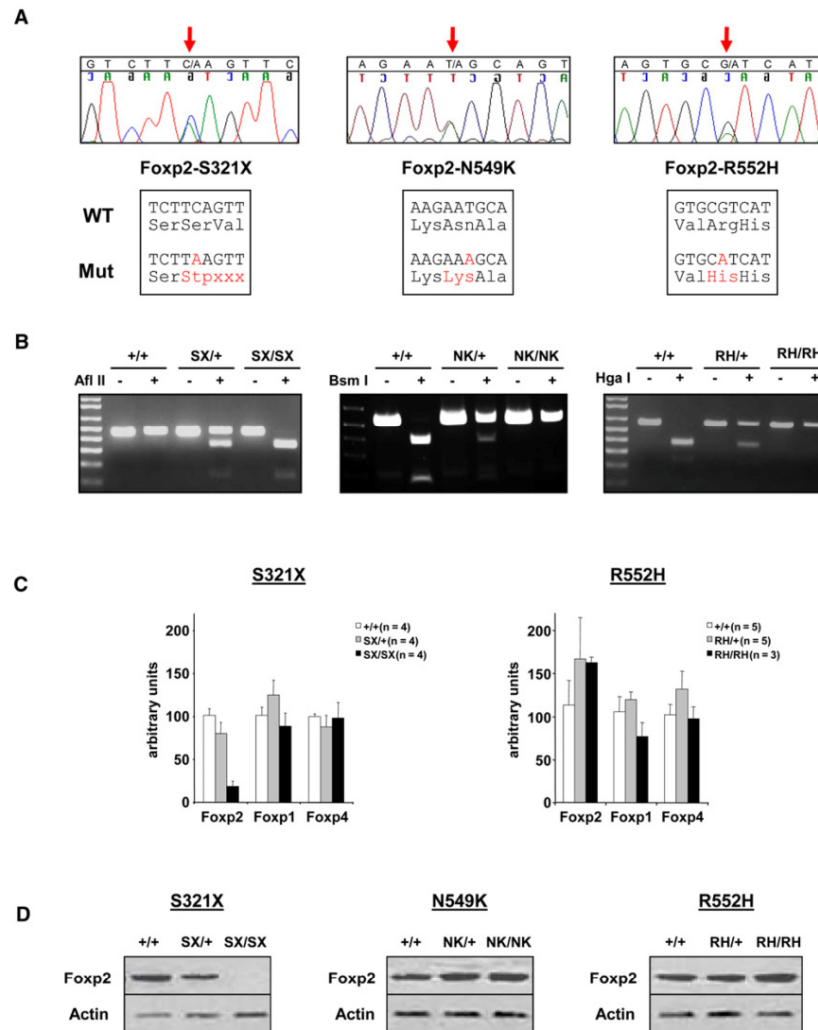 A
G T C T T C/A A G T T C
A G A A T/A G C A G T
A G T G C G/A T C A T
Foxp2-S321X Foxp2-N549K Foxp2-R552H
WT
TCTTCAGTT AAGAATGCA GTGCGTCAT
SerSerVal LysAsnAla ValArgHis
Mut
TCTTAAGTT AAGAAAGCA GTGCATCAT
SerStpxxx LysLysAla ValHisHis
B
+/+ SX/+ SX/SX +/+ NK/+ NK/NK +/+ RH/+ RH/RH
Afl II - + - + - + Bsm I - + - + - + Hga I - + - + - +
C
S321X R552H
arbitrary units
200
150
100
50
0
+/+(n = 4)
SX/+(n = 4)
SX/SX(n = 4)
Foxp2 Foxp1 Foxp4
arbitrary units
200
150
100
50
0
+/+(n = 5)
RH/+(n = 5)
RH/RH(n = 3)
Foxp2 Foxp1 Foxp4
D
S321X N549K R552H
+/+ SX/+ SX/SX +/+ NK/+ NK/NK +/+ RH/+ RH/RH
Foxp2 Foxp2 Foxp2
Actin Actin Actin